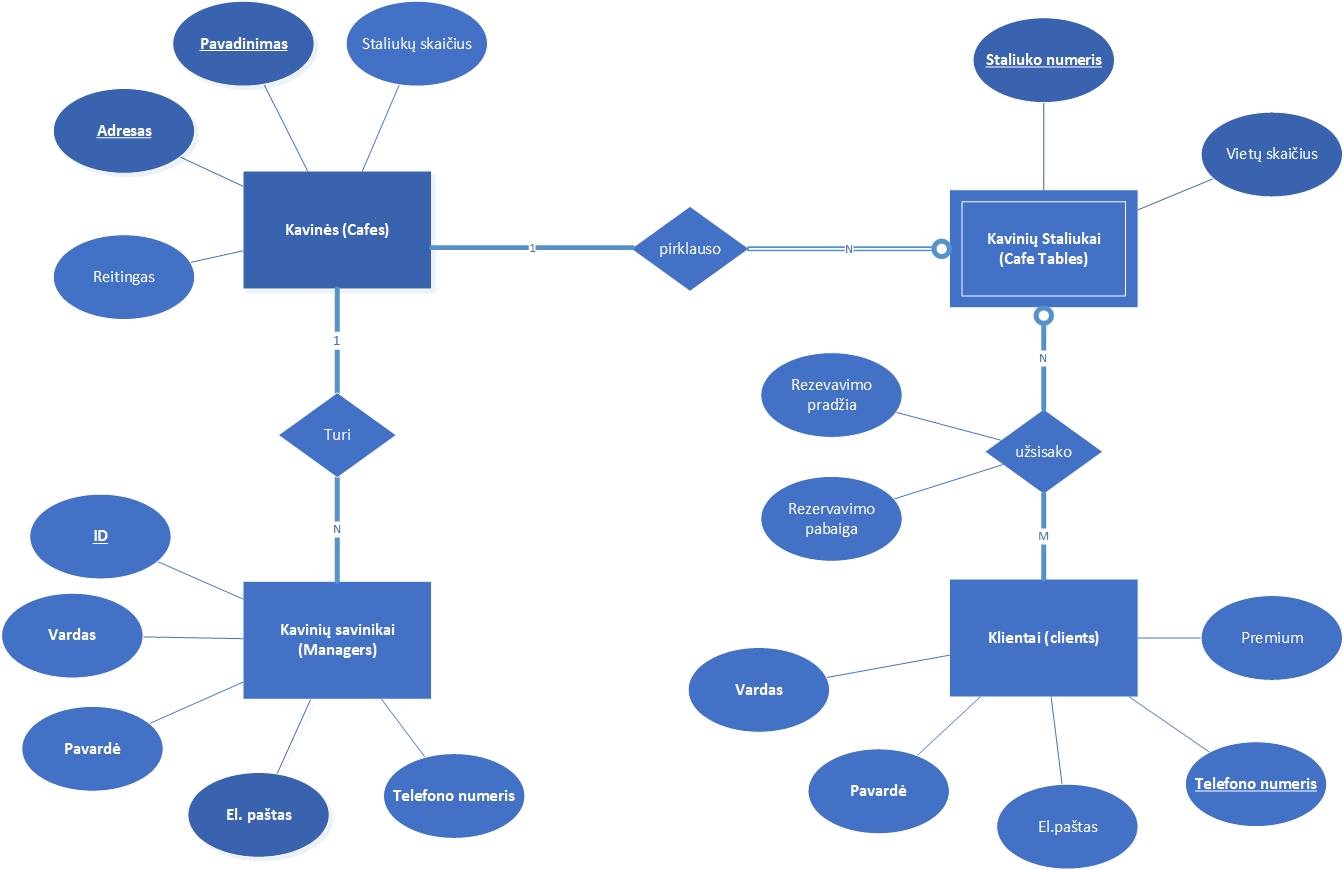 Pavadinimas
Staliukų skaičius
Adresas
Reitingas
Kavinės (Cafes)
1
pirklauso
N
Staliuko numeris
Vietų skaičius
Kavinių Staliukai
(Cafe Tables)
1
Turi
N
N
Rezevavimo
pradžia
užsisako
Rezervavimo
pabaiga
M
ID
Vardas
Pavardė
Kavinių savinikai
(Managers)
El. paštas
Telefono numeris
Klientai (clients)
Premium
Vardas
Pavardė
El.paštas
Telefono numeris